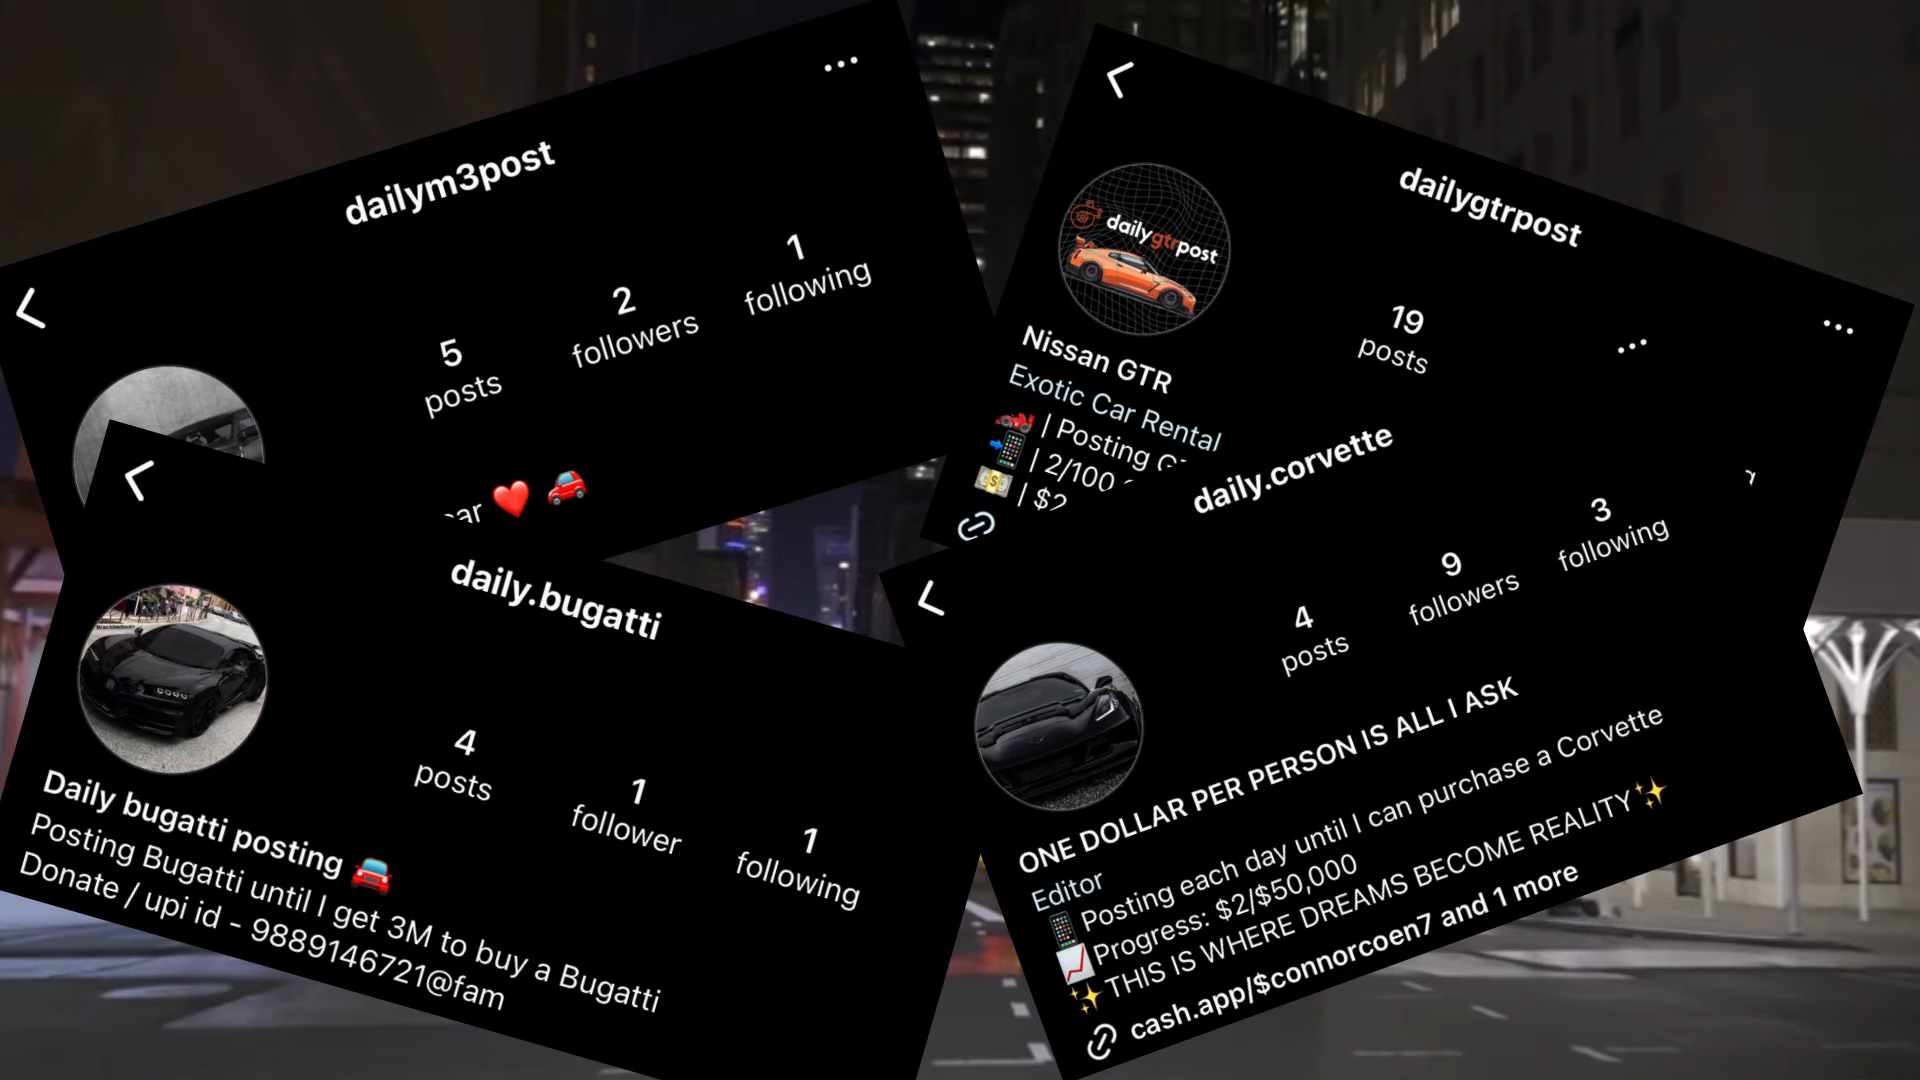 dailym3post
5
posts
2
followers
1
following
ar ❤️ 🚗
dailygtrpost
dailygtrpost
19
posts
Nissan GTR
Exotic Car Rental
🏎️ | Posting
📲 | 2/100
💵 | $2
daily.bugatti
4
posts
1
follower
1
following
Daily bugatti posting 🚘
Posting Bugatti until I get 3M to buy a Bugatti
Donate / upi id - 9889146721@fam
daily.corvette
4
posts
9
followers
3
following
ONE DOLLAR PER PERSON IS ALL I ASK
Editor
📱 Posting each day until I can purchase a Corvette
📈 Progress: $2/$50,000
✨ THIS IS WHERE DREAMS BECOME REALITY✨
cash.app/$connorcoen7 and 1 more